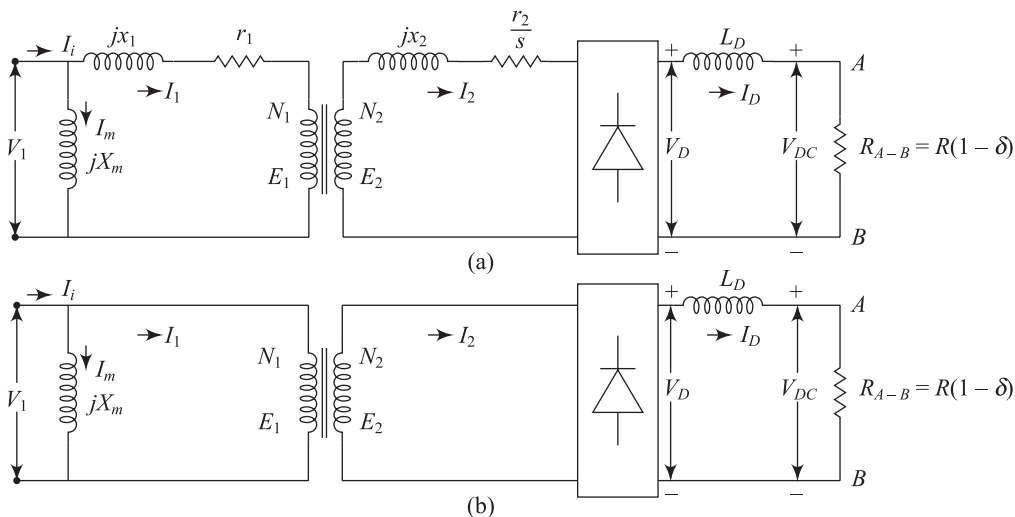 I_i jx_1 r_1 jx_2 r_2/s L_D
+ + A
I_1 I_2 I_D
I_m N_1 N_2
V_1 jX_m V_D V_DC R_A–B = R(1 – δ)
E_1 E_2
– – B
(a)
I_i L_D
+ + A
I_1 I_2 I_D
I_m N_1 N_2
V_1 jX_m V_D V_DC R_A–B = R(1 – δ)
E_1 E_2
– – B
(b)